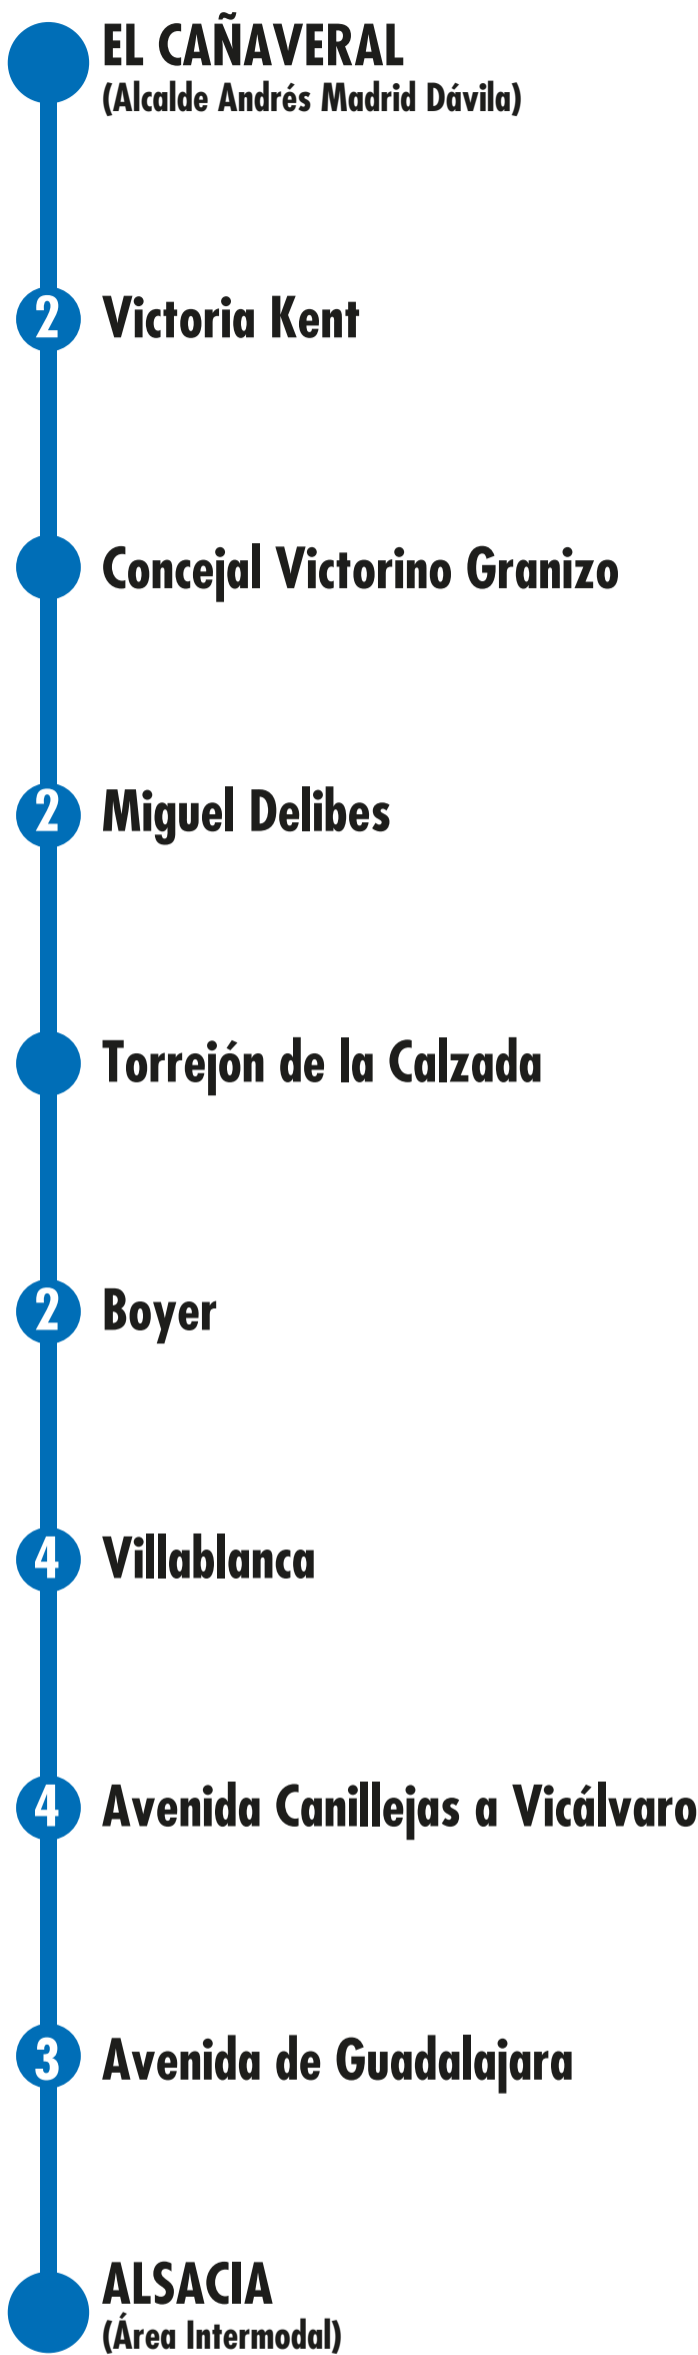 EL CAÑAVERAL
(Alcalde Andrés Madrid Dávila)
2 Victoria Kent
Concejal Victorino Granizo
2 Miguel Delibes
Torrejón de la Calzada
2 Boyer
4 Villablanca
4 Avenida Canillejas a Vicálvaro
3 Avenida de Guadalajara
ALSACIA
(Área Intermodal)